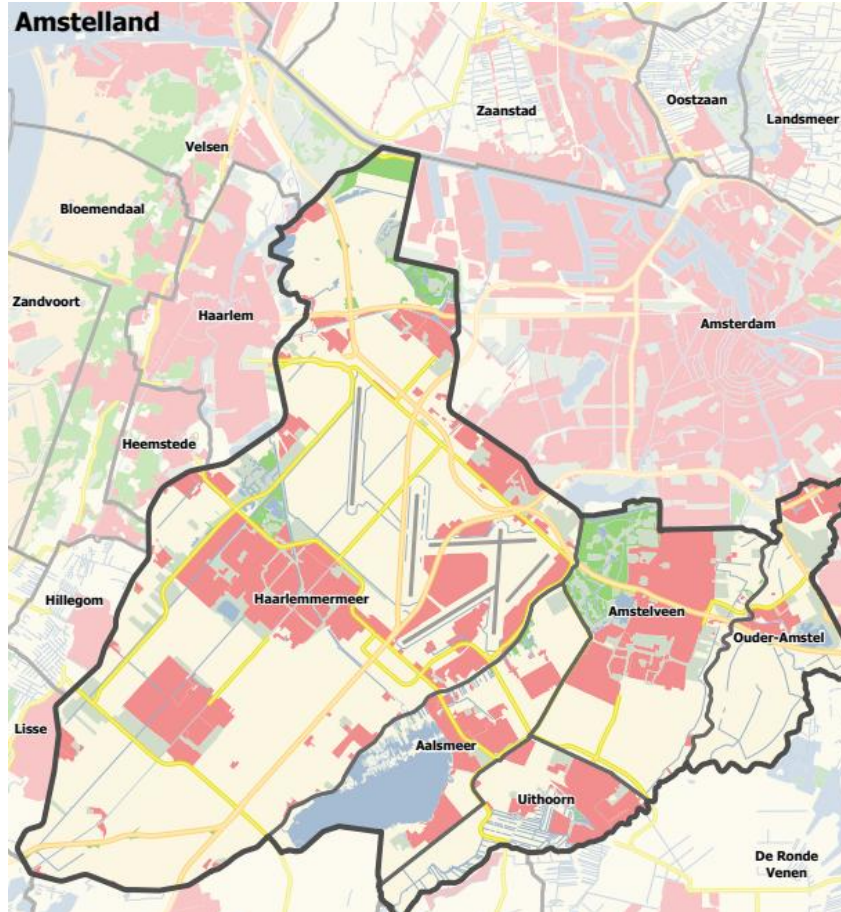 Amstelland
Zaanstad
Oostzaan
Landsmeer
Velsen
Bloemendaal
Zandvoort
Haarlem
Amsterdam
Heemstede
Hillegom
Haarlemmermeer
Amstelveen
Ouder-Amstel
Lisse
Aalsmeer
Uithoorn
De Ronde
Venen